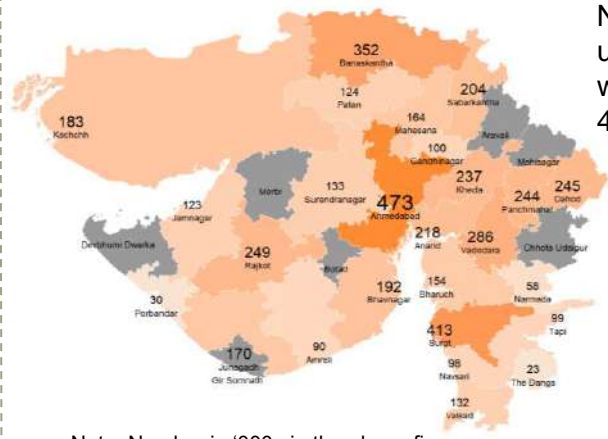 N
u
w
4
352
Banaskantha
124
Patan
204
Sabarkantha
164
Mahesana
Aravali
183
Kachchh
100
Gandhinagar
Mahisagar
Morbi
133
Surendranagar
237
Kheda
245
Dahod
244
Panchmahal
123
Jamnagar
473
Ahmedabad
Devbhumi Dwarka
218
Anand
286
Vadodara
Chhota Udaipur
249
Rajkot
Botad
192
Bhavnagar
154
Bharuch
58
Narmada
30
Porbandar
99
Tapi
413
Surat
170
Junagadh
Gir Somnath
90
Amreli
98
Navsari
23
The Dangs
132
Valsad